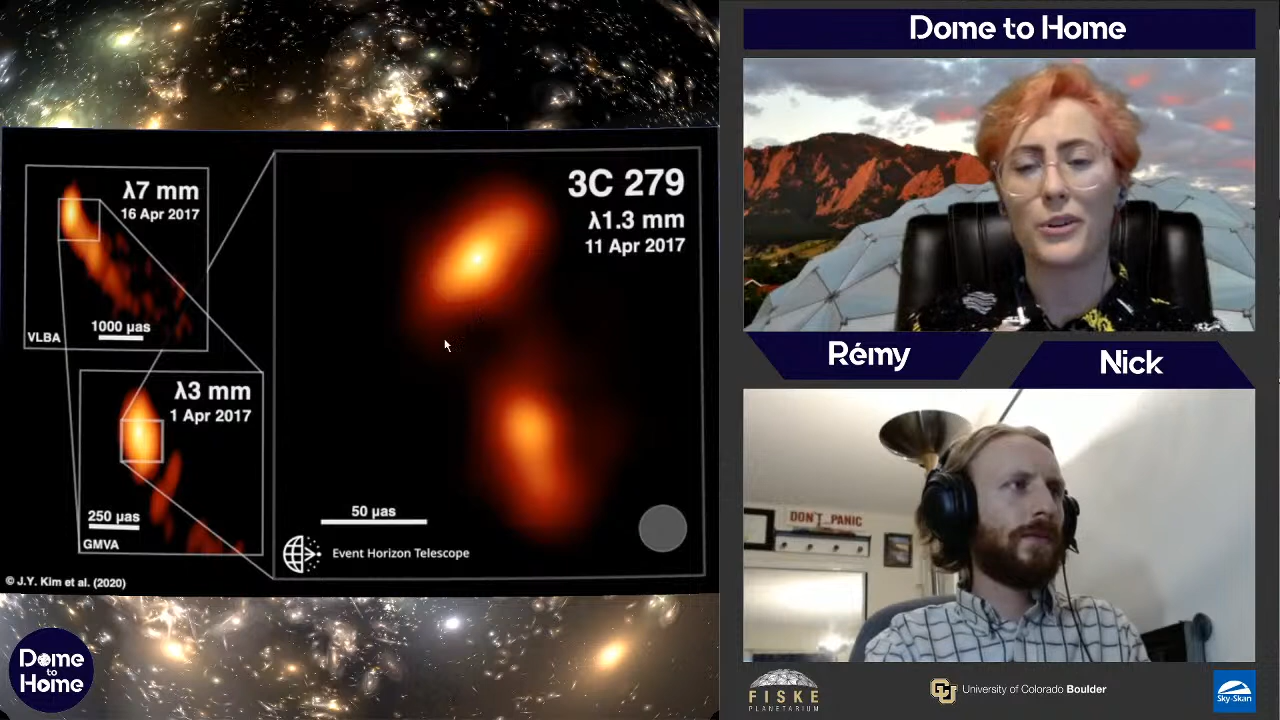 Dome to Home
λ7 mm
16 Apr 2017
1000 μas
VLBA
λ3 mm
1 Apr 2017
250 μas
GMVA
3C 279
λ1.3 mm
11 Apr 2017
50 μas
Event Horizon Telescope
© J.Y. Kim et al. (2020)
Rémy
Nick
DON'T PANIC
Dome
to
Home
FISKE
PLANETARIUM
CU
University of Colorado Boulder
Sky-Skan